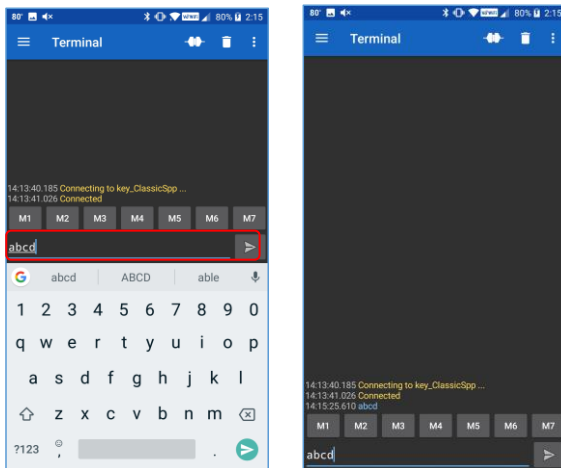 80° 80% 2:15
Terminal
14:13:40.185 Connecting to key_ClassicSpp ...
14:13:41.026 Connected
M1 M2 M3 M4 M5 M6 M7
abcd
G abcd ABCD able
1 2 3 4 5 6 7 8 9 0
q w e r t y u i o p
a s d f g h j k l
z x c v b n m
?123 , .
80° 80% 2:15
Terminal
14:13:40.185 Connecting to key_ClassicSpp ...
14:13:41.026 Connected
14:15:25.610 abcd
M1 M2 M3 M4 M5 M6 M7
abcd